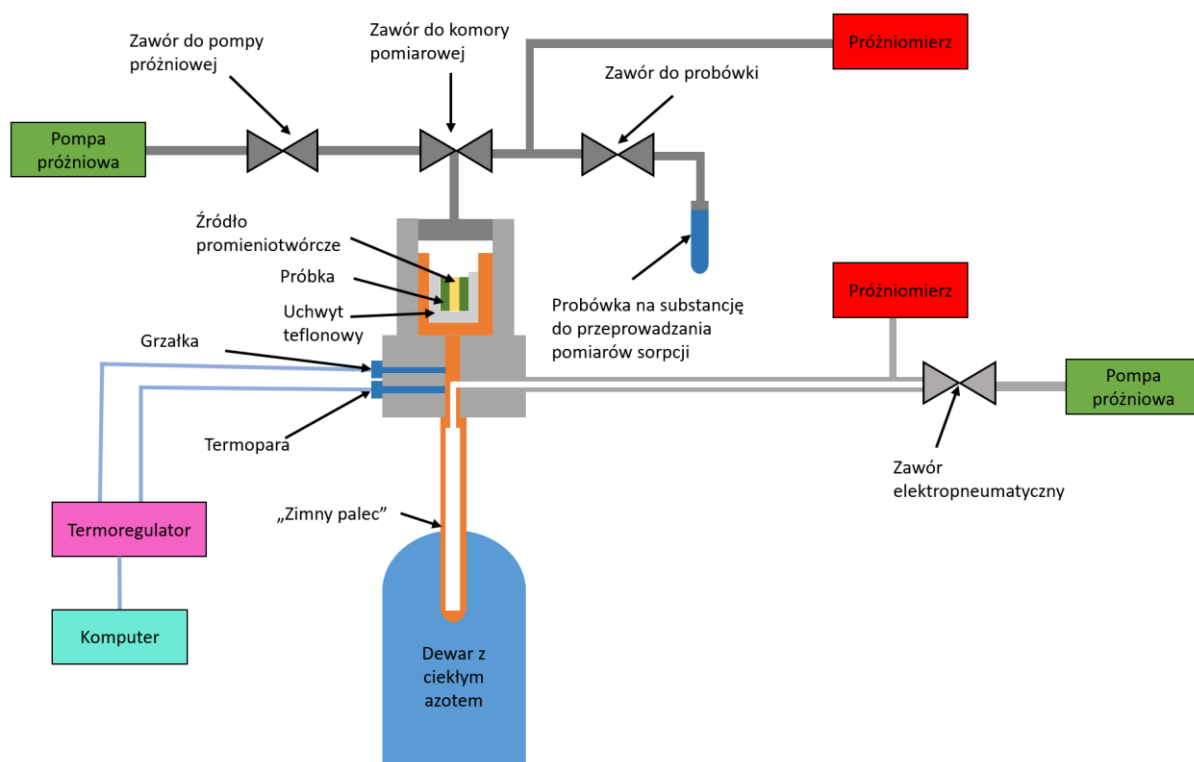 Zawór do pompy
próżniowej
Zawór do komory
pomiarowej
Próżniomierz
Zawór do probówki
Pompa
próżniowa
Źródło
promieniotwórcze
Próbka
Uchwyt
teflonowy
Probówka na substancję
do przeprowadzania
pomiarów sorpcji
Próżniomierz
Grzałka
Termopara
Pompa
próżniowa
Zawór
elektropneumatyczny
„Zimny palec”
Termoregulator
Komputer
Dewar z
ciekłym
azotem